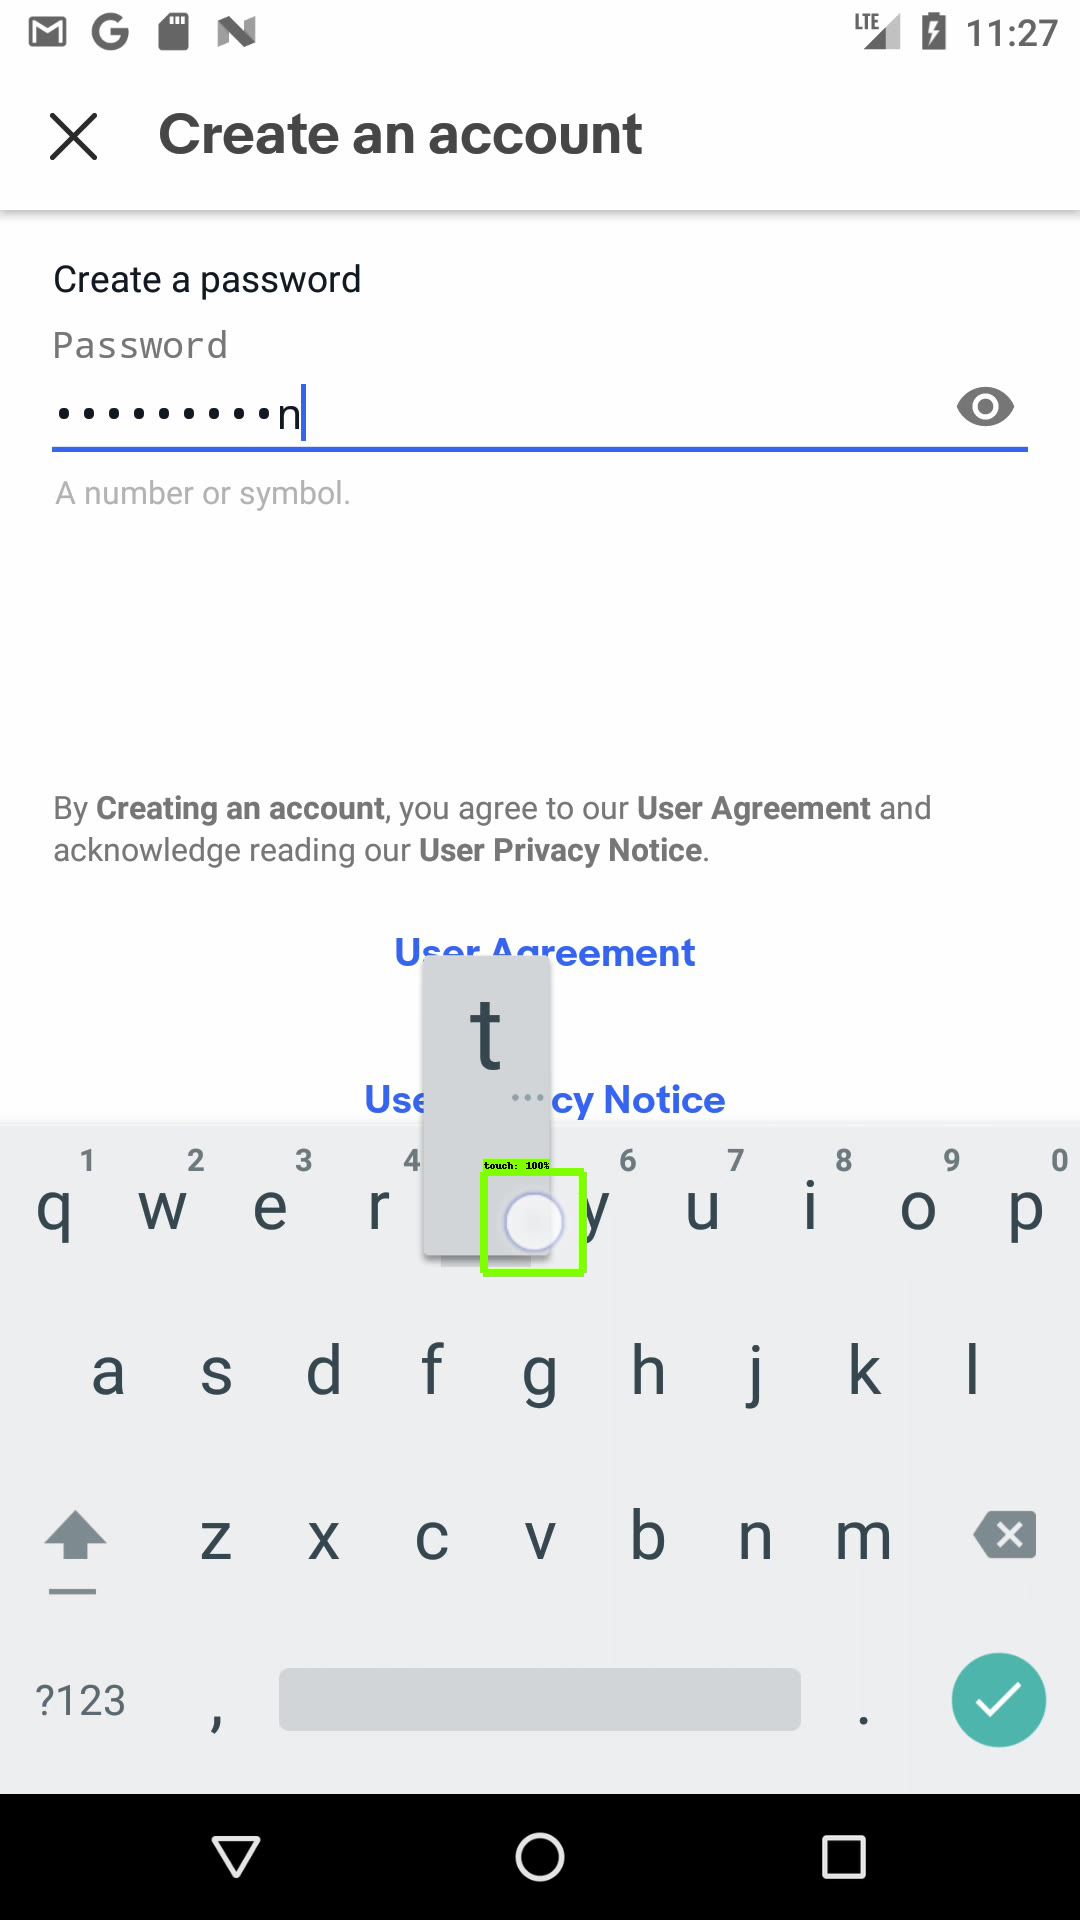 LTE 11:27
Create an account
Create a password
Password
•••••••••n
A number or symbol.
By Creating an account, you agree to our User Agreement and
acknowledge reading our User Privacy Notice.
User Agreement
t
Use cy Notice
touch: 100%
1 2 3 4 6 7 8 9 0
q w e r y u i o p
a s d f g h j k l
z x c v b n m
?123 , .